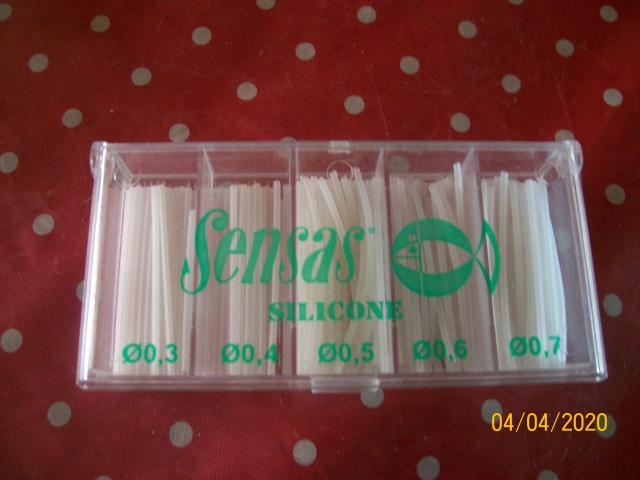 Sensas
SILICONE
Ø0,3 Ø0,4 Ø0,5 Ø0,6 Ø0,7
04/04/2020